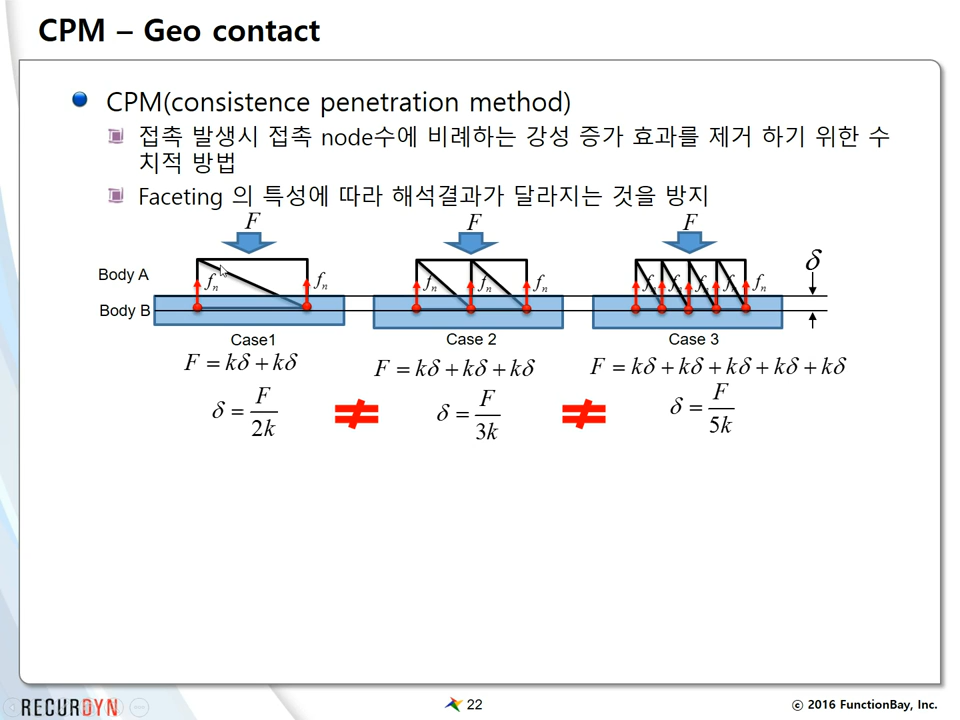 CPM – Geo contact
CPM(consistence penetration method)
접촉 발생시 접촉 node수에 비례하는 강성 증가 효과를 제거 하기 위한 수
치적 방법
Faceting 의 특성에 따라 해석결과가 달라지는 것을 방지
F F F
δ
Body A fn fn fn fn fn fn fn fn fn fn
Body B
Case1 Case 2 Case 3
F = kδ + kδ F = kδ + kδ + kδ F = kδ + kδ + kδ + kδ + kδ
δ = F/2k ≠ δ = F/3k ≠ δ = F/5k
RECURDYN 22 © 2016 FunctionBay, Inc.